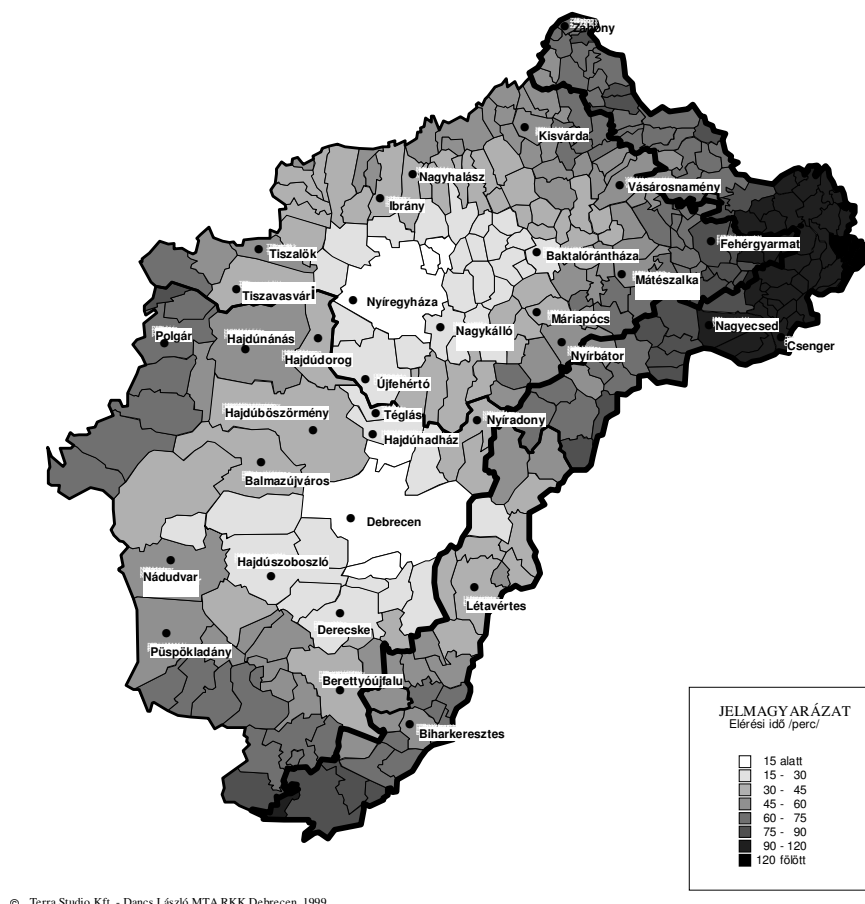 Záhony
Kisvárda
Nagyhalász
Vásárosnamény
Ibrány
Fehérgyarmat
Tiszalök
Baktalórántháza
Mátészalka
Tiszavasvári
Nyíregyháza
Máriapócs
Nagyecsed
Nagykálló
Polgár
Hajdúnánás
Hajdúdorog
Nyírbátor
Csenger
Újfehértó
Hajdúböszörmény
Téglás
Nyíradony
Hajdúhadház
Balmazújváros
Debrecen
Hajdúszoboszló
Nádudvar
Létavértes
Derecske
Püspökladány
Berettyóújfalu
Biharkeresztes
JELMAGYARÁZAT
Elérési idő /perc/
15 alatt
15 - 30
30 - 45
45 - 60
60 - 75
75 - 90
90 - 120
120 fölött
© Terra Studio Kft. - Dancs László MTA RKK Debrecen, 1999